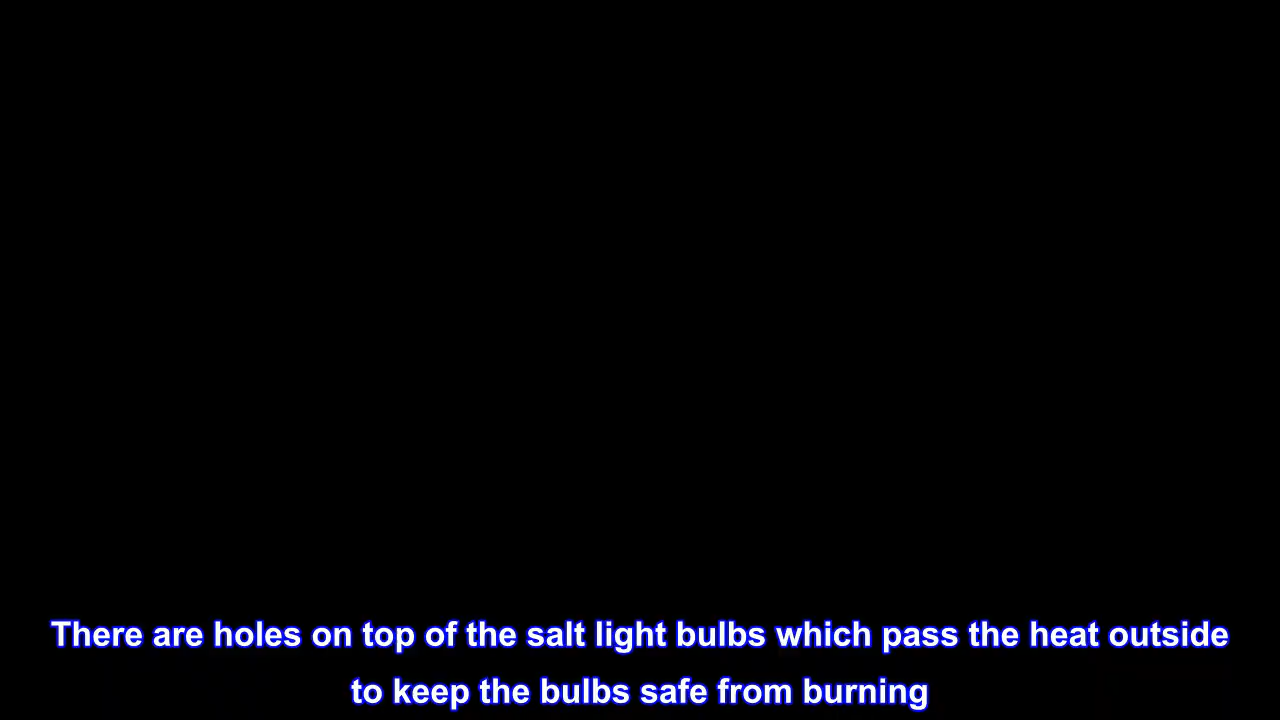 There are holes on top of the salt light bulbs which pass the heat outside
to keep the bulbs safe from burning